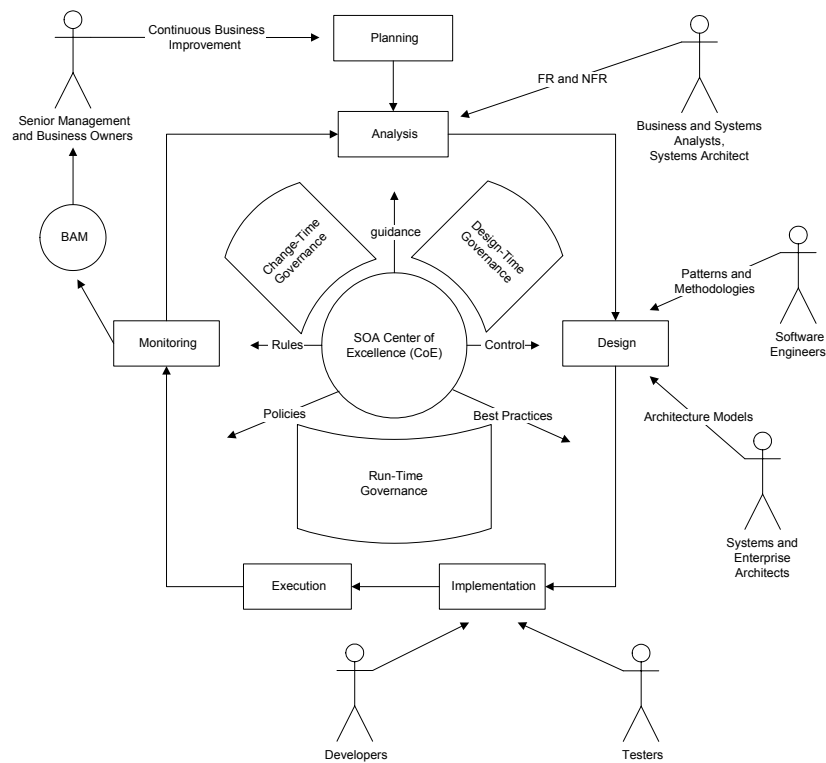 Continuous Business
Improvement
Planning
FR and NFR
Senior Management
and Business Owners
Analysis
Business and Systems
Analysts,
Systems Architect
BAM
Change-Time
Governance
guidance
Design-Time
Governance
Patterns and
Methodologies
Software
Engineers
Monitoring
Rules
SOA Center of
Excellence (CoE)
Control
Design
Policies
Best Practices
Architecture Models
Run-Time
Governance
Systems and
Enterprise
Architects
Execution
Implementation
Developers
Testers